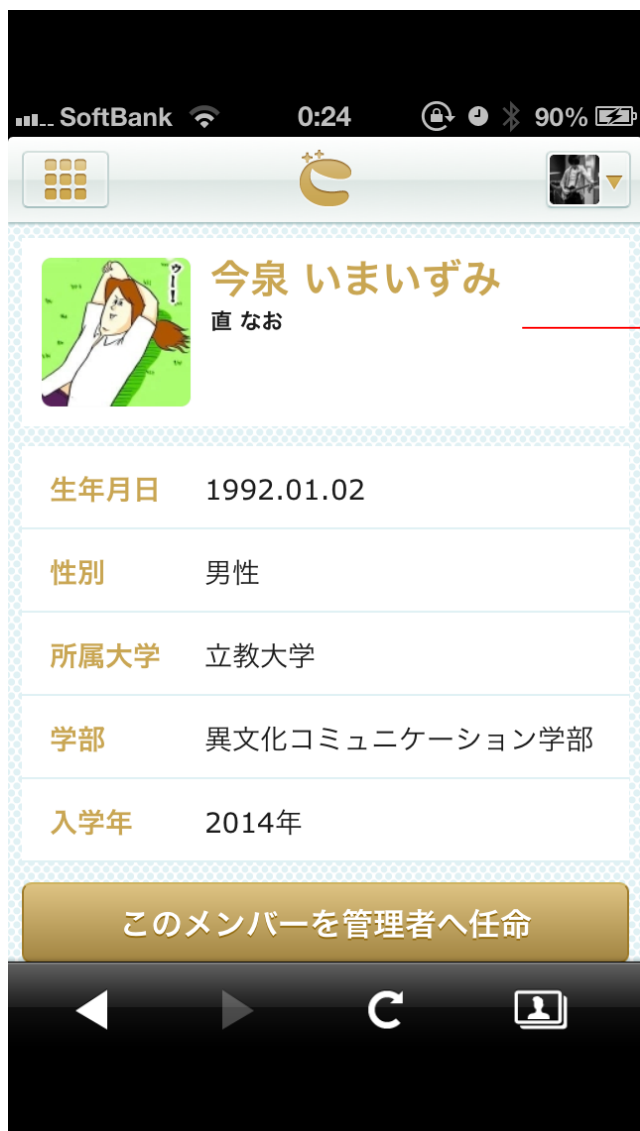 SoftBank 0:24 90%
今泉 いまいずみ
直 なお
ウー!
生年月日 1992.01.02
性別 男性
所属大学 立教大学
学部 異文化コミュニケーション学部
入学年 2014年
このメンバーを管理者へ任命